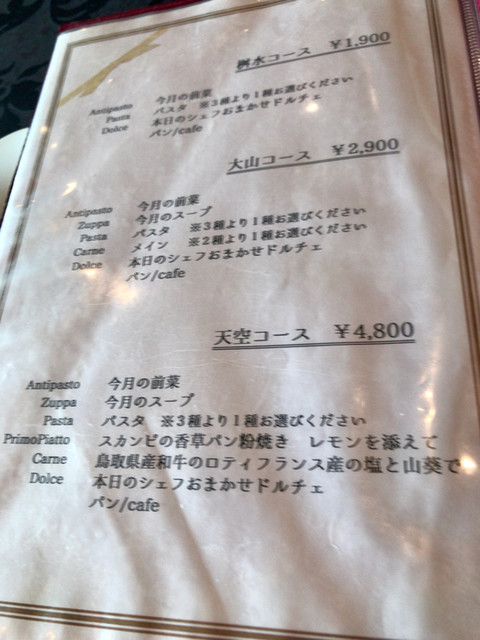 桝水コース ￥1,900
Antipasto 今月の前菜
Pasta パスタ ※３種より１種お選びください
Dolce 本日のシェフおまかせドルチェ
パン/cafe
大山コース ￥2,900
Antipasto 今月の前菜
Zuppa 今月のスープ
Pasta パスタ ※３種より１種お選びください
Carne メイン ※２種より１種お選びください
Dolce 本日のシェフおまかせドルチェ
パン/cafe
天空コース ￥4,800
Antipasto 今月の前菜
Zuppa 今月のスープ
Pasta パスタ ※３種より１種お選びください
PrimoPiatto スカンピの香草パン粉焼き レモンを添えて
Carne 鳥取県産和牛のロティフランス産の塩と山葵で
Dolce 本日のシェフおまかせドルチェ
パン/cafe